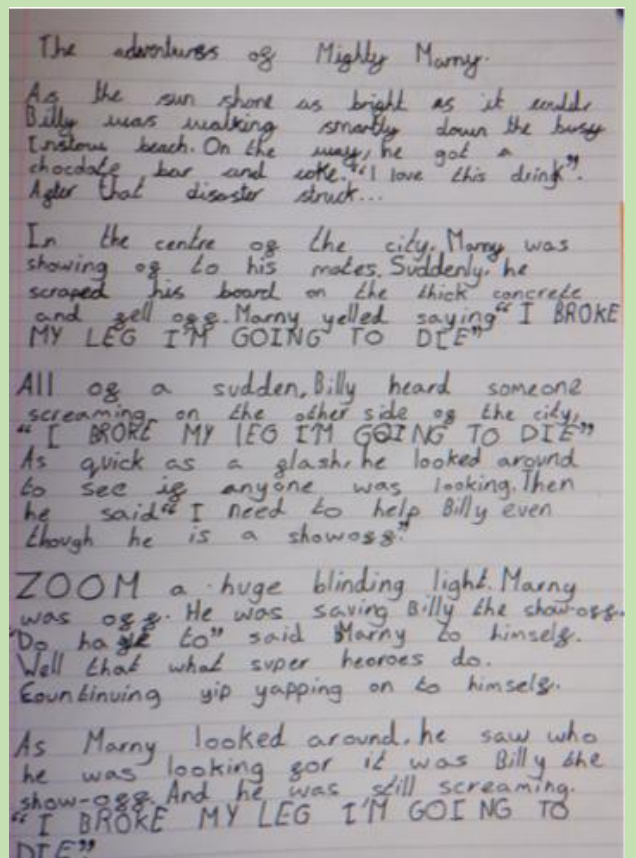 The adventures of Mighty Marny.
As the sun shone as bright as it could,
Billy was walking smartly down the busy
Instow beach. On the way, he got a
chocolate bar and coke. "I love this drink".
After that disaster struck...
In the centre of the city, Marny was
showing of to his mates. Suddenly, he
scraped his board on the thick concrete
and fell off. Marny yelled saying "I BROKE
MY LEG I'M GOING TO DIE"
All of a sudden, Billy heard someone
screaming on the other side of the city,
"I BROKE MY lEG I'M GOING TO DIE"
As quick as a flash, he looked around
to see if anyone was looking. Then
he said "I need to help Billy even
though he is a showoff."
ZOOM a huge blinding light. Marny
was off. He was saving Billy the show-off.
"Do have to" said Marny to himself.
Well that what super heoroes do.
Countinuing yip yapping on to himself.
As Marny looked around, he saw who
he was looking for it was Billy the
show-off. And he was still screaming.
"I BROKE MY LEG I'M GOING TO
DIE"